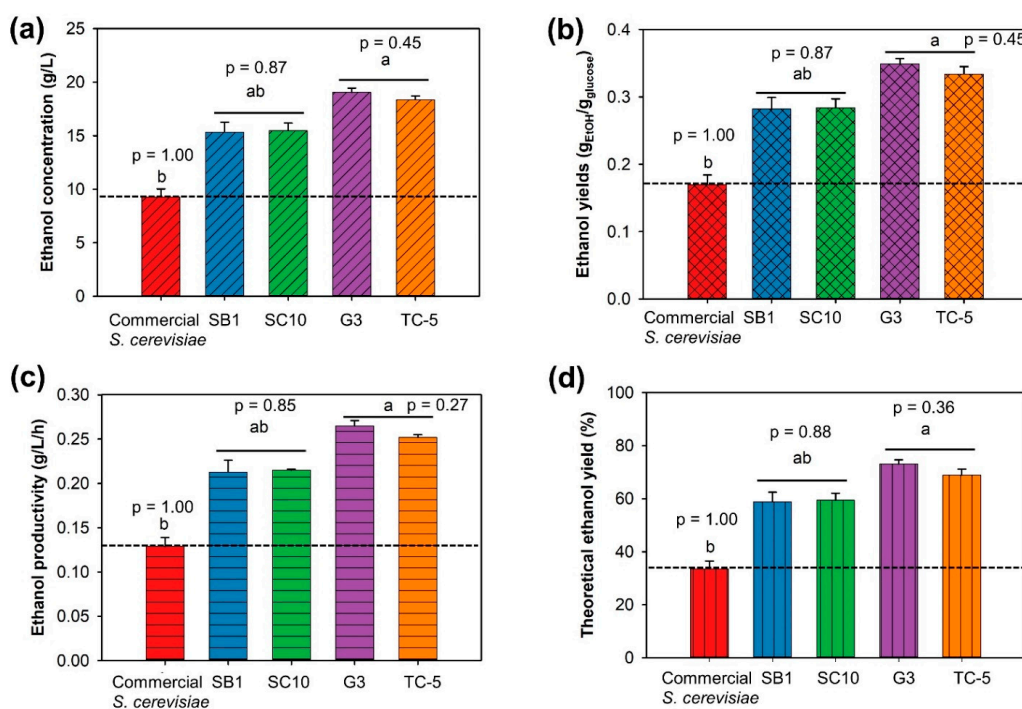 (a)
Ethanol concentration (g/L)
25
20
15
10
5
0
p = 1.00
b
p = 0.87
ab
p = 0.45
a
Commercial SB1 SC10 G3 TC-5
S. cerevisiae
(b)
Ethanol yields (gEtOH/gglucose)
0.4
0.3
0.2
0.1
0.0
p = 1.00
b
p = 0.87
ab
a p = 0.45
Commercial SB1 SC10 G3 TC-5
S. cerevisiae
(c)
Ethanol productivity (g/L/h)
0.30
0.25
0.20
0.15
0.10
0.05
0.00
p = 1.00
b
p = 0.85
ab
a p = 0.27
Commercial SB1 SC10 G3 TC-5
S. cerevisiae
(d)
Theoretical ethanol yield (%)
100
80
60
40
20
0
p = 1.00
b
p = 0.88
ab
p = 0.36
a
Commercial SB1 SC10 G3 TC-5
S. cerevisiae